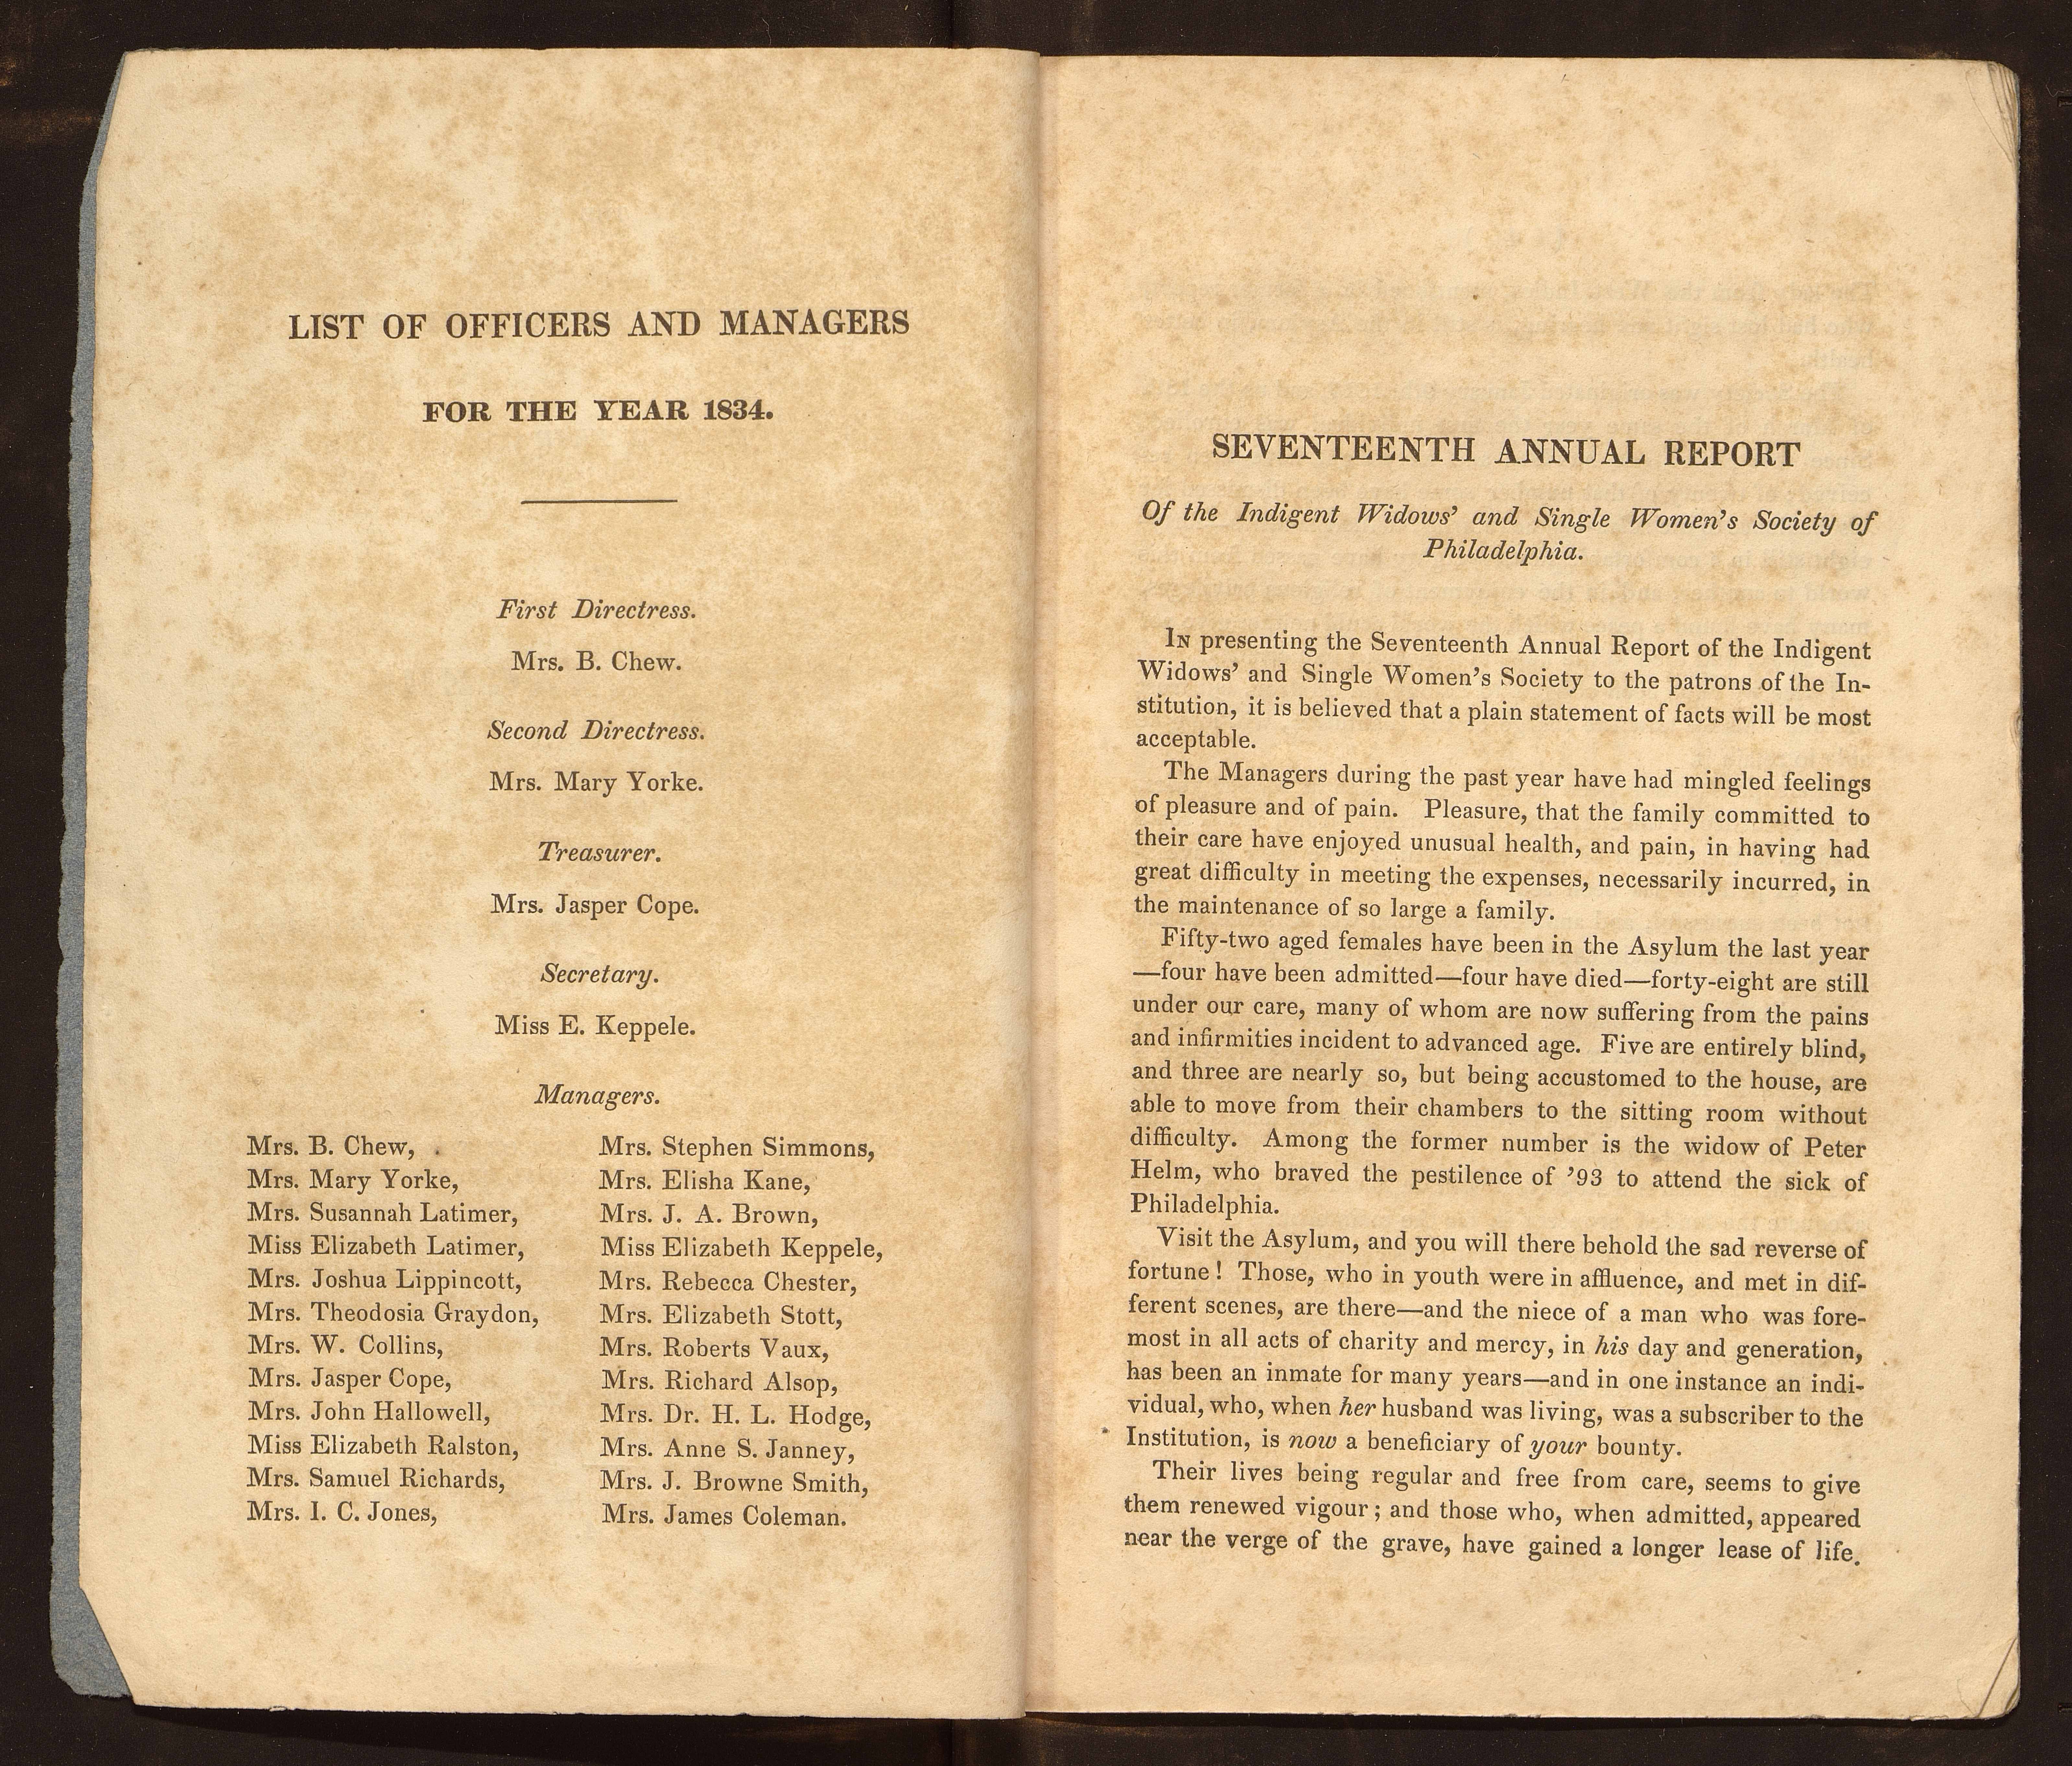 LIST OF OFFICERS AND MANAGERS
FOR THE YEAR 1834.
First Directress.
Mrs. B. Chew.
Second Directress.
Mrs. Mary Yorke.
Treasurer.
Mrs. Jasper Cope.
Secretary.
Miss E. Keppele.
Managers.
Mrs. B. Chew,
Mrs. Mary Yorke,
Mrs. Susannah Latimer,
Miss Elizabeth Latimer,
Mrs. Joshua Lippincott,
Mrs. Theodosia Graydon,
Mrs. W. Collins,
Mrs. Jasper Cope,
Mrs. John Hallowell,
Miss Elizabeth Ralston,
Mrs. Samuel Richards,
Mrs. I. C. Jones,
Mrs. Stephen Simmons,
Mrs. Elisha Kane,
Mrs. J. A. Brown,
Miss Elizabeth Keppele,
Mrs. Rebecca Chester,
Mrs. Elizabeth Stott,
Mrs. Roberts Vaux,
Mrs. Richard Alsop,
Mrs. Dr. H. L. Hodge,
Mrs. Anne S. Janney,
Mrs. J. Browne Smith,
Mrs. James Coleman.
SEVENTEENTH ANNUAL REPORT
Of the Indigent Widows' and Single Women's Society of
Philadelphia.
In presenting the Seventeenth Annual Report of the Indigent
Widows' and Single Women's Society to the patrons of the In-
stitution, it is believed that a plain statement of facts will be most
acceptable.
The Managers during the past year have had mingled feelings
of pleasure and of pain. Pleasure, that the family committed to
their care have enjoyed unusual health, and pain, in having had
great difficulty in meeting the expenses, necessarily incurred, in
the maintenance of so large a family.
Fifty-two aged females have been in the Asylum the last year
—four have been admitted—four have died—forty-eight are still
under our care, many of whom are now suffering from the pains
and infirmities incident to advanced age. Five are entirely blind,
and three are nearly so, but being accustomed to the house, are
able to move from their chambers to the sitting room without
difficulty. Among the former number is the widow of Peter
Helm, who braved the pestilence of '93 to attend the sick of
Philadelphia.
Visit the Asylum, and you will there behold the sad reverse of
fortune! Those, who in youth were in affluence, and met in dif-
ferent scenes, are there—and the niece of a man who was fore-
most in all acts of charity and mercy, in his day and generation,
has been an inmate for many years—and in one instance an indi-
vidual, who, when her husband was living, was a subscriber to the
Institution, is now a beneficiary of your bounty.
Their lives being regular and free from care, seems to give
them renewed vigour; and those who, when admitted, appeared
near the verge of the grave, have gained a longer lease of life.